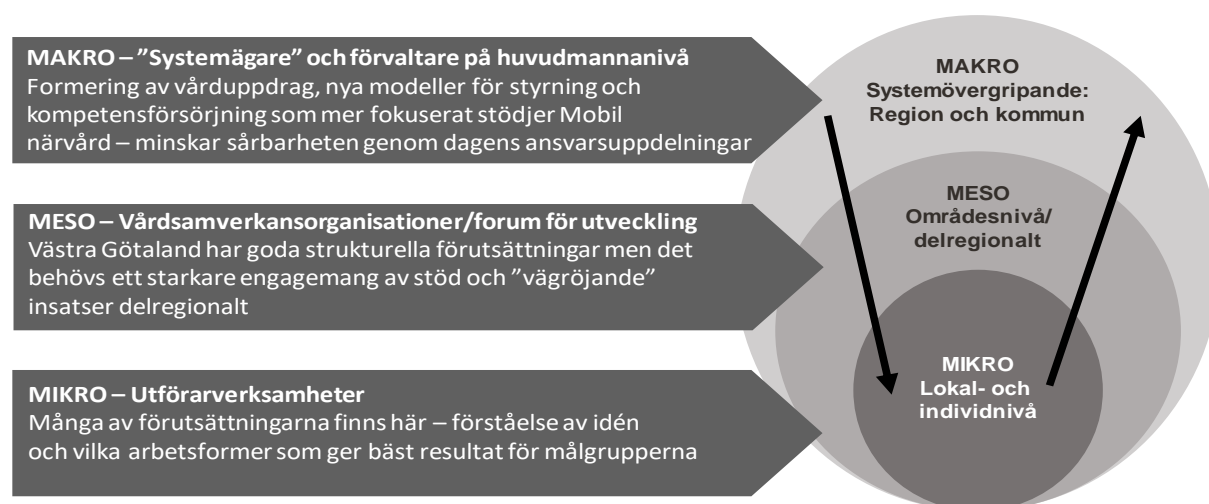 MAKRO – ”Systemägare” och förvaltare på huvudmannanivå
Formering av vårduppdrag, nya modeller för styrning och
kompetensförsörjning som mer fokuserat stödjer Mobil
närvård – minskar sårbarheten genom dagens ansvarsuppdelningar
MESO – Vårdsamverkansorganisationer/forum för utveckling
Västra Götaland har goda strukturella förutsättningar men det
behövs ett starkare engagemang av stöd och ”vägröjande”
insatser delregionalt
MIKRO – Utförarverksamheter
Många av förutsättningarna finns här – förståelse av idén
och vilka arbetsformer som ger bäst resultat för målgrupperna
MAKRO
Systemövergripande:
Region och kommun
MESO
Områdesnivå/
delregionalt
MIKRO
Lokal- och
individnivå